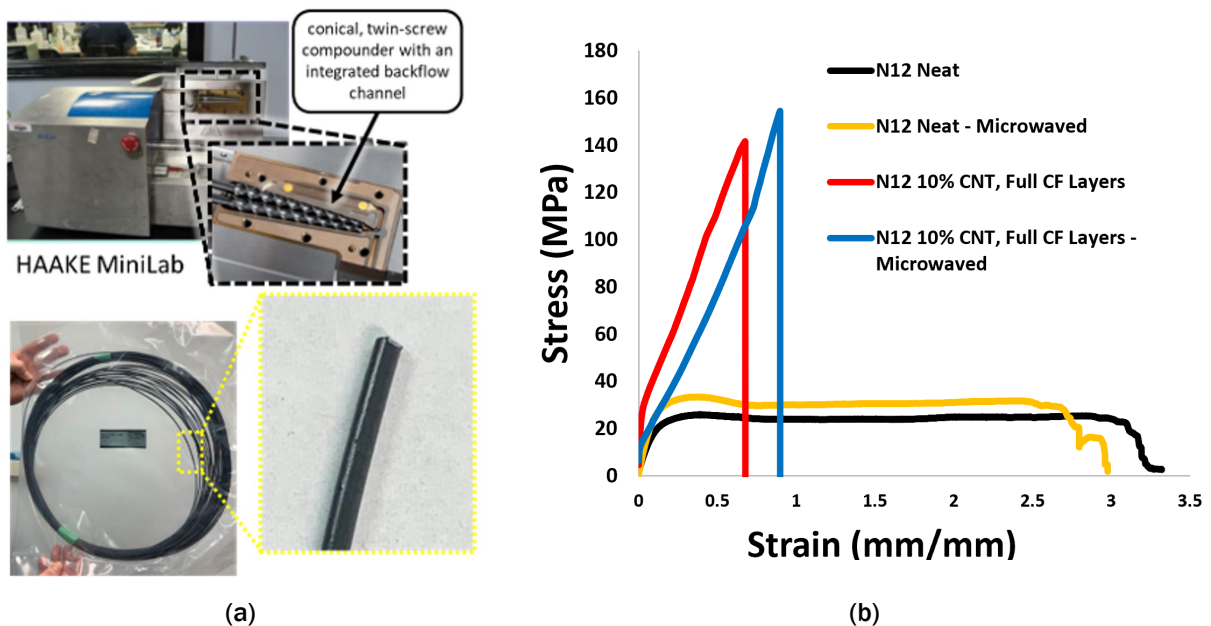 conical, twin-screw
compounder with an
integrated backflow
channel
HAAKE MiniLab
(a)
180
160
140
120
100
80
60
40
20
0
Stress (MPa)
0
0.5
1
1.5
2
2.5
3
3.5
Strain (mm/mm)
N12 Neat
N12 Neat - Microwaved
N12 10% CNT, Full CF Layers
N12 10% CNT, Full CF Layers -
Microwaved
(b)